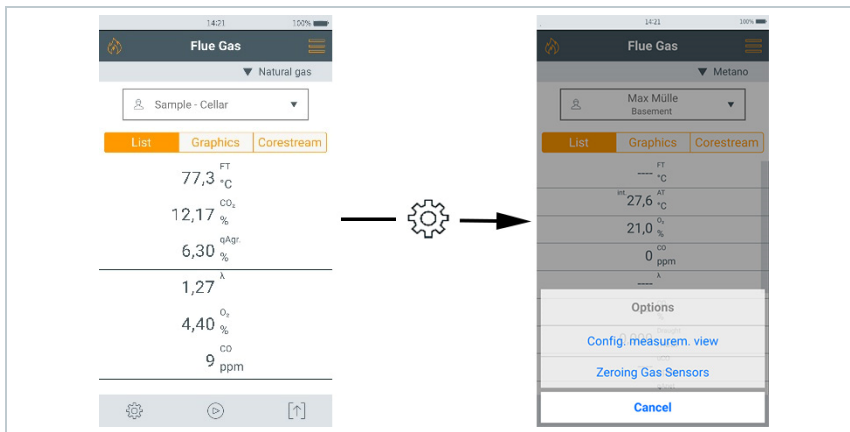 14:21 100%
Flue Gas
▼ Natural gas
Sample - Cellar ▼
List Graphics Corestream
77,3 FT °C
12,17 CO₂ %
6,30 qAgr. %
1,27 λ
4,40 O₂ %
9 CO ppm
14:21 100%
Flue Gas
▼ Metano
Max Mülle ▼
Basement
List Graphics Corestream
---- FT °C
Int. 27,6 AT °C
21,0 O₂ %
0 CO ppm
---- λ
Options
Config. measurem. view
Zeroing Gas Sensors
Cancel